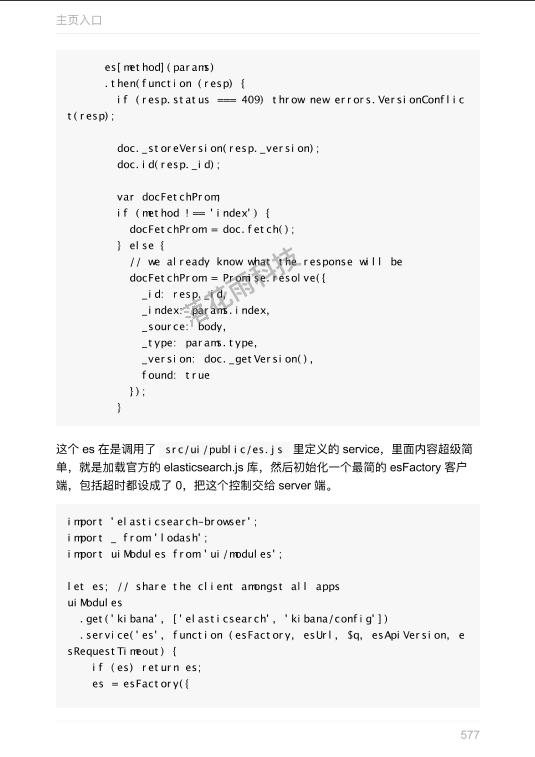 主页入口
es[method](params)
.then(function (resp) {
if (resp.status === 409) throw new errors.VersionConflic
t(resp);
doc._storeVersion(resp._version);
doc.id(resp._id);
var docFetchProm;
if (method !== 'index') {
docFetchProm = doc.fetch();
} else {
// we already know what the response will be
docFetchProm = Promise.resolve({
_id: resp._id,
_index: params.index,
_source: body,
_type: params.type,
_version: doc._getVersion(),
found: true
});
}
落花雨科技
这个 es 在是调用了 src/ui/public/es.js 里定义的 service，里面内容超级简
单，就是加载官方的 elasticsearch.js 库，然后初始化一个最简的 esFactory 客户
端，包括超时都设成了 0，把这个控制交给 server 端。
import 'elasticsearch-browser';
import _ from 'lodash';
import uiModules from 'ui/modules';
let es; // share the client amongst all apps
uiModules
.get('kibana', ['elasticsearch', 'kibana/config'])
.service('es', function (esFactory, esUrl, $q, esApiVersion, e
sRequestTimeout) {
if (es) return es;
es = esFactory({
577